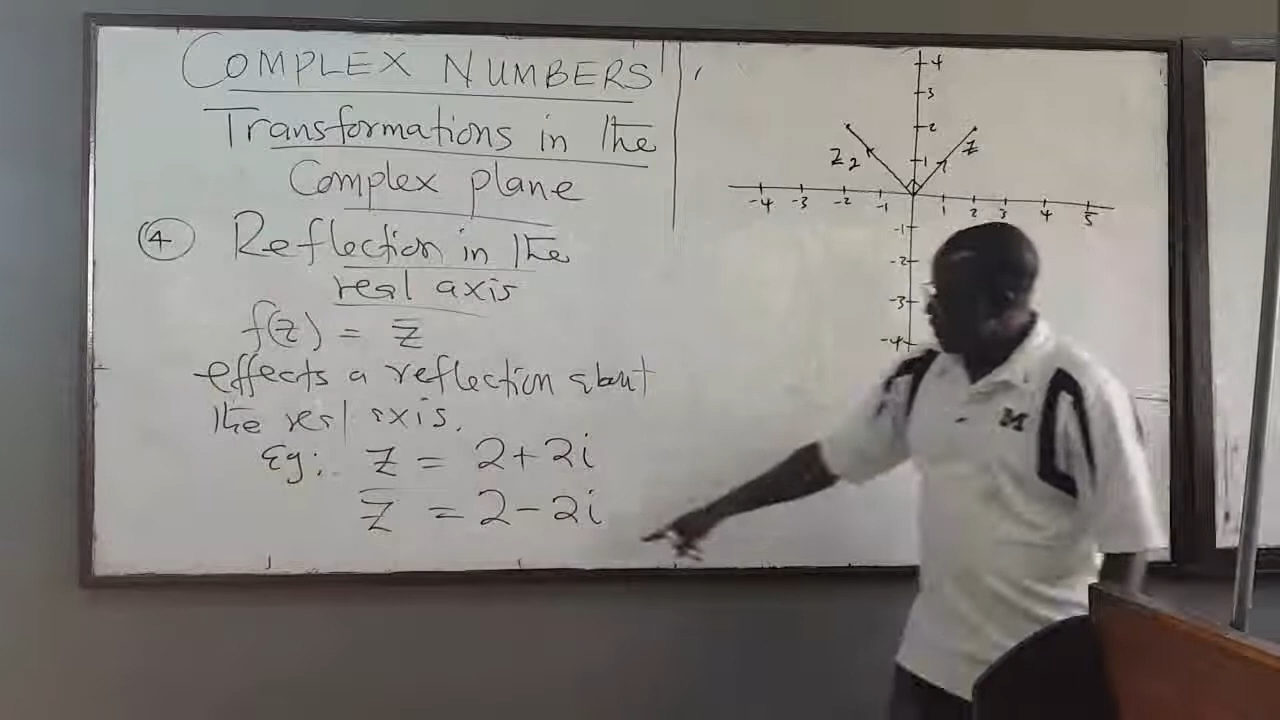 COMPLEX NUMBERS
Transformations in the
Complex plane
④ Reflection in the
real axis
f(z) = z̅
effects a reflection about
the real axis.
Eg: z = 2+2i
z̅ = 2-2i
4
3
2
1
z₂
z
-4 -3 -2 -1 1 2 3 4 5
-1
-2
-3
-4
M